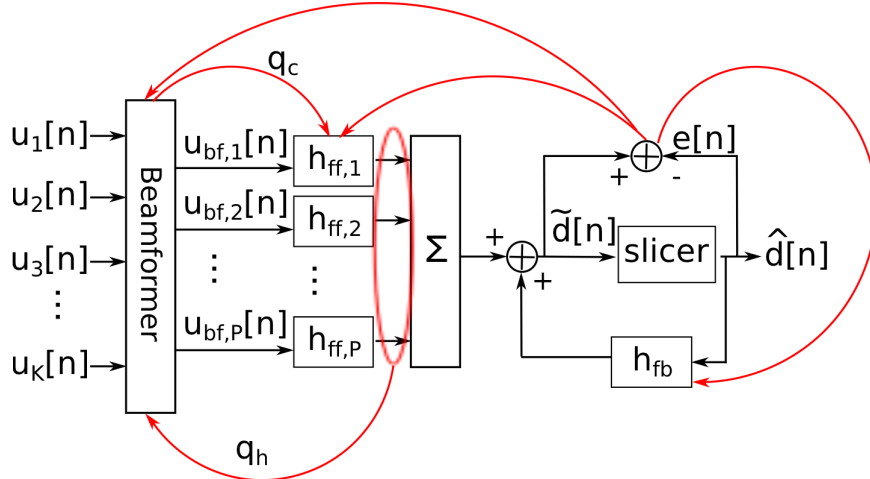 q_c
u_1[n]
u_2[n]
u_3[n]
⋮
u_K[n]
Beamformer
u_bf,1[n]
u_bf,2[n]
⋮
u_bf,P[n]
h_ff,1
h_ff,2
⋮
h_ff,P
Σ
+
+
e[n]
+
-
d̃[n]
slicer
d̂[n]
h_fb
q_h